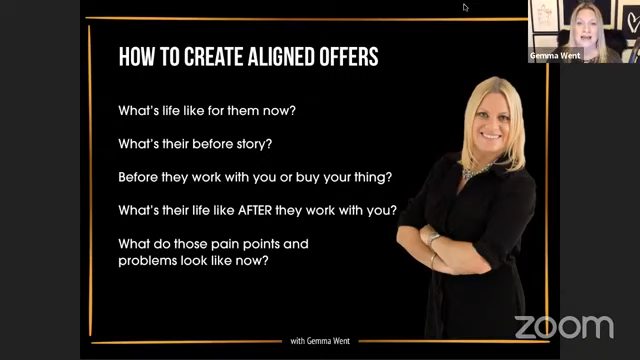 Gemma Went
HOW TO CREATE ALIGNED OFFERS
What's life like for them now?
What's their before story?
Before they work with you or buy your thing?
What's their life like AFTER they work with you?
What do those pain points and
problems look like now?
with Gemma Went
zoom